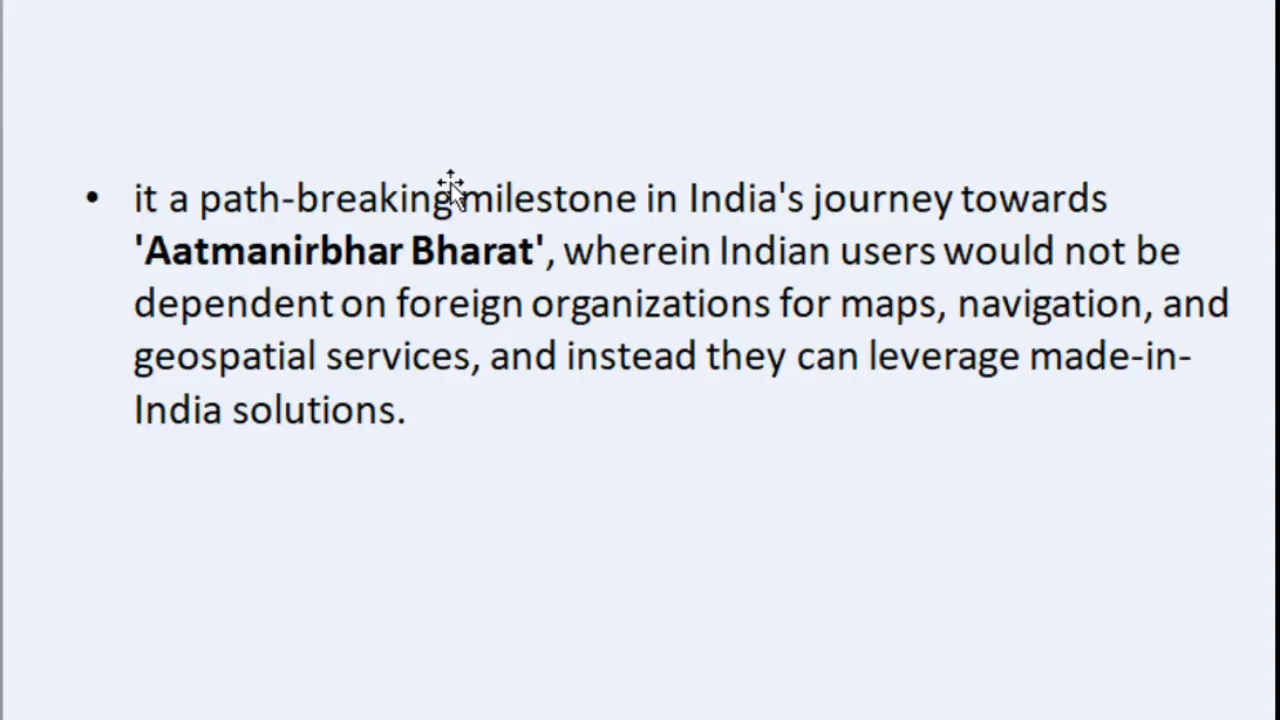 • it a path-breaking milestone in India's journey towards
'Aatmanirbhar Bharat', wherein Indian users would not be
dependent on foreign organizations for maps, navigation, and
geospatial services, and instead they can leverage made-in-
India solutions.